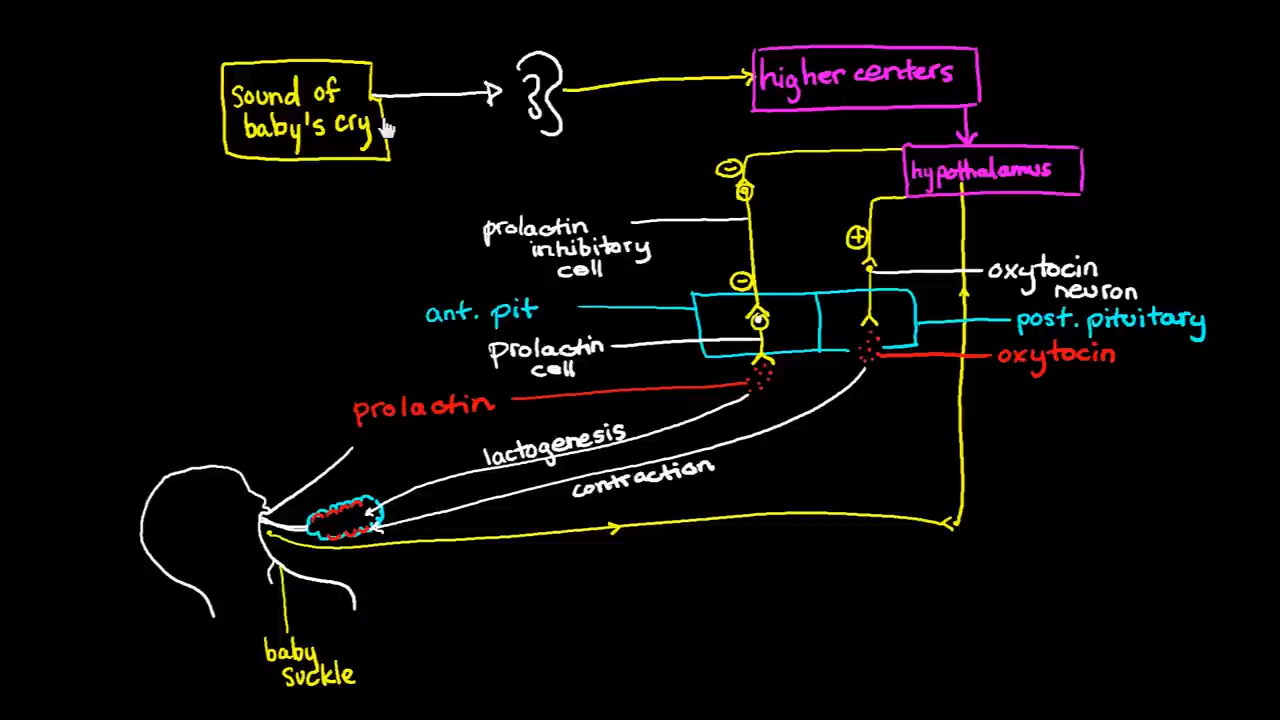 sound of
baby's cry
higher centers
hypothalamus
prolactin
inhibitory
cell
oxytocin
neuron
ant. pit
post. pituitary
prolactin
cell
oxytocin
prolactin
lactogenesis
contraction
baby
suckle